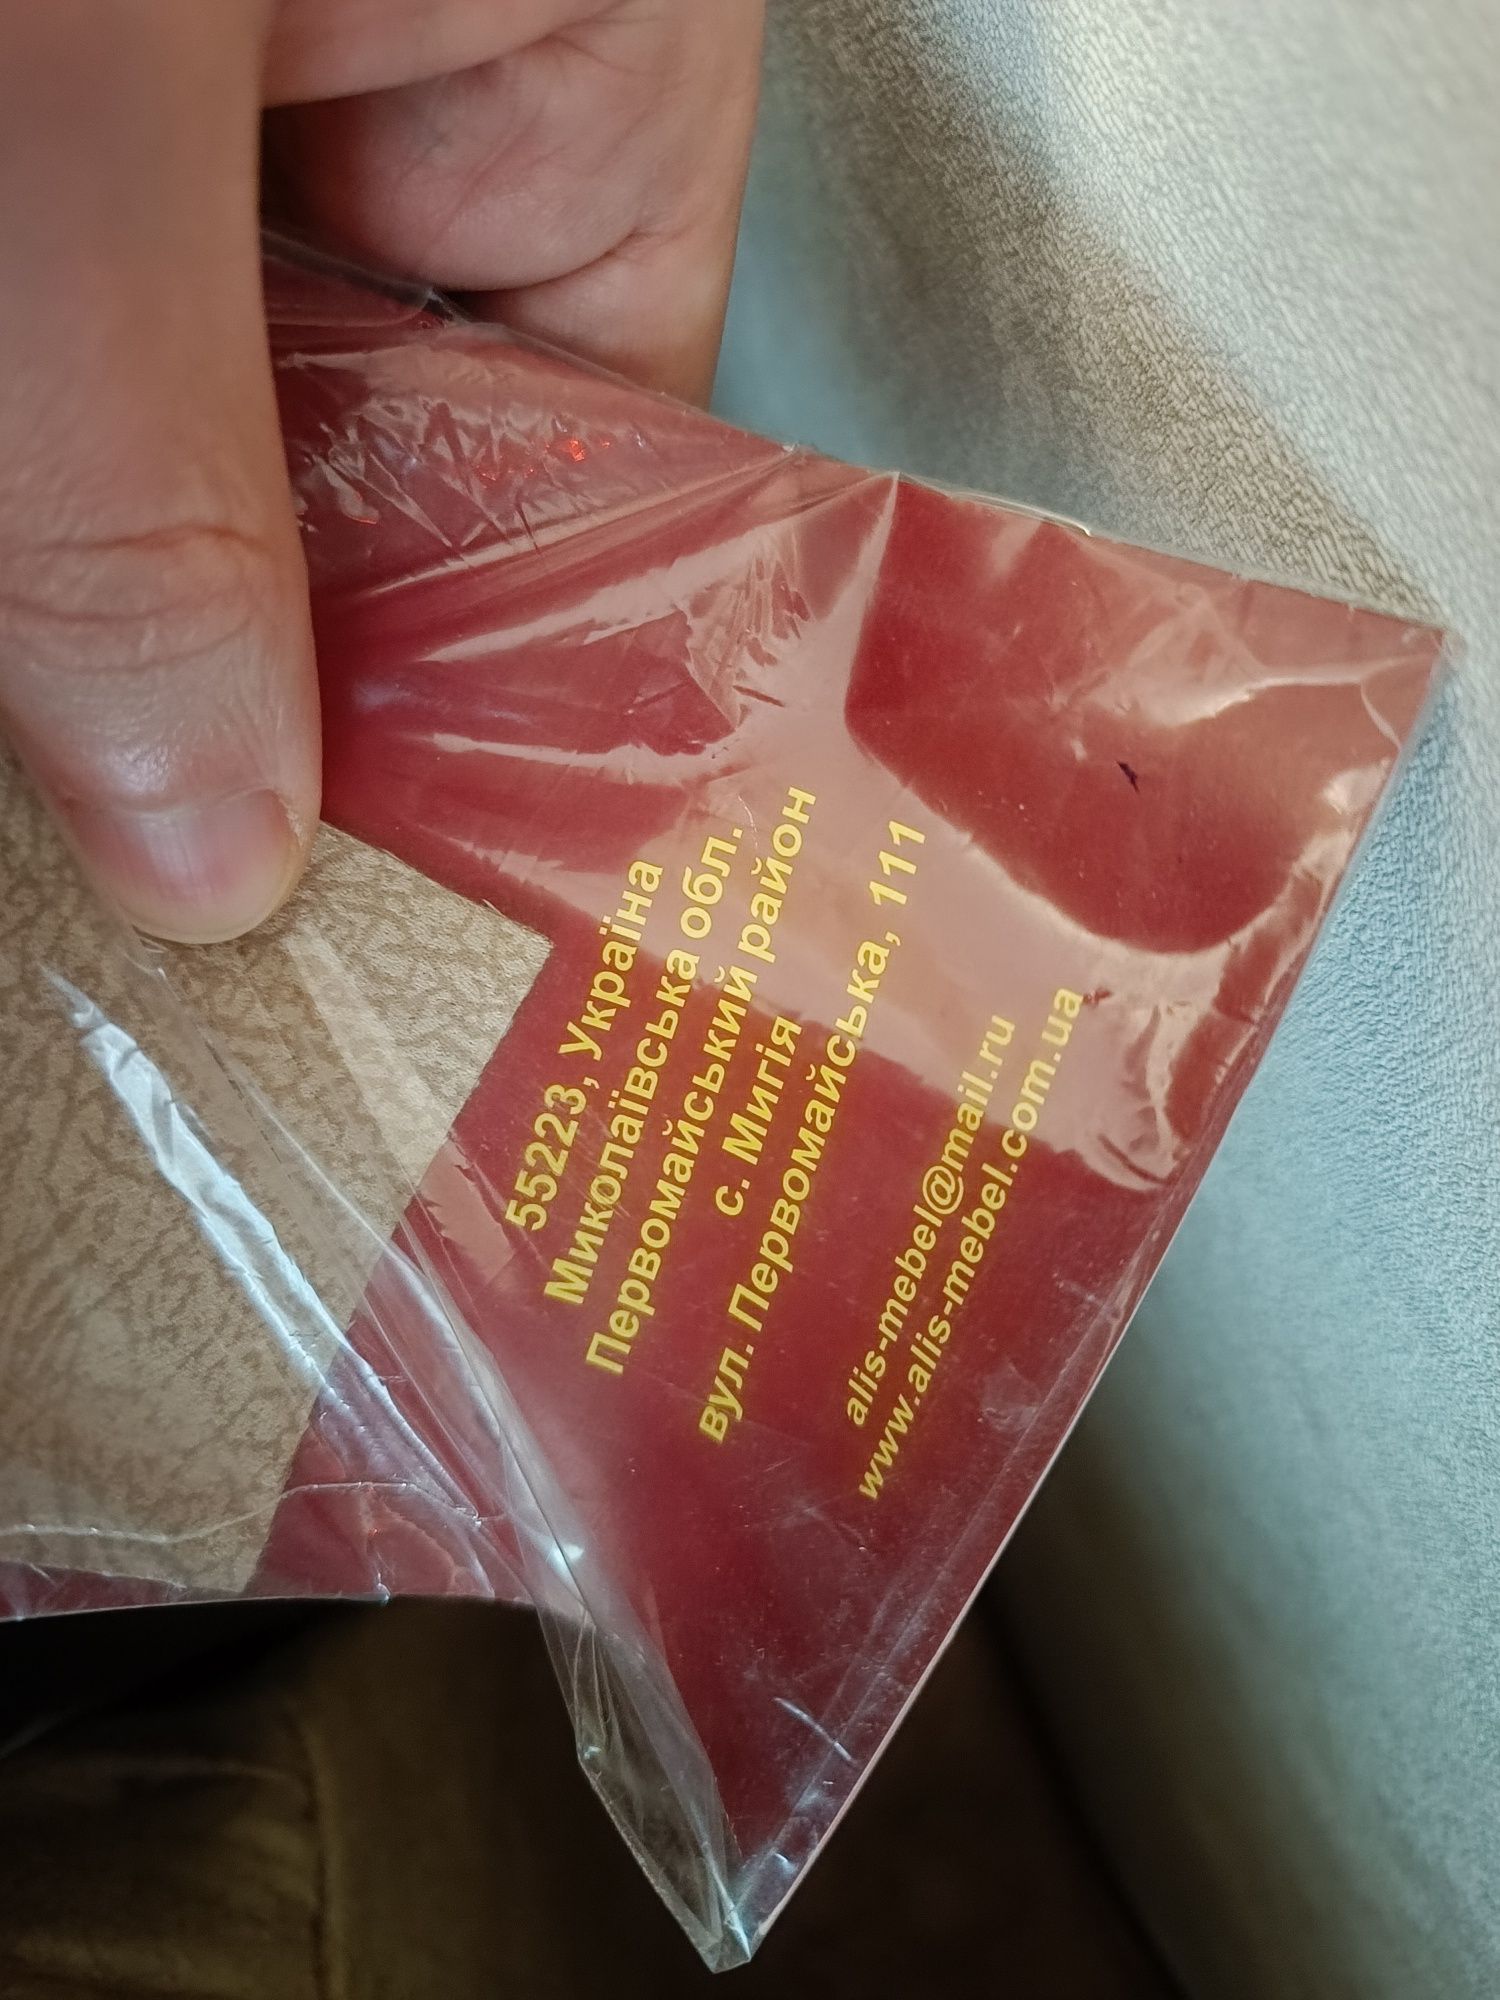 55223, Україна
Миколаївська обл.
Первомайський район
с. Мигія
вул. Первомайська, 111
alis-mebel@mail.ru
www.alis-mebel.com.ua